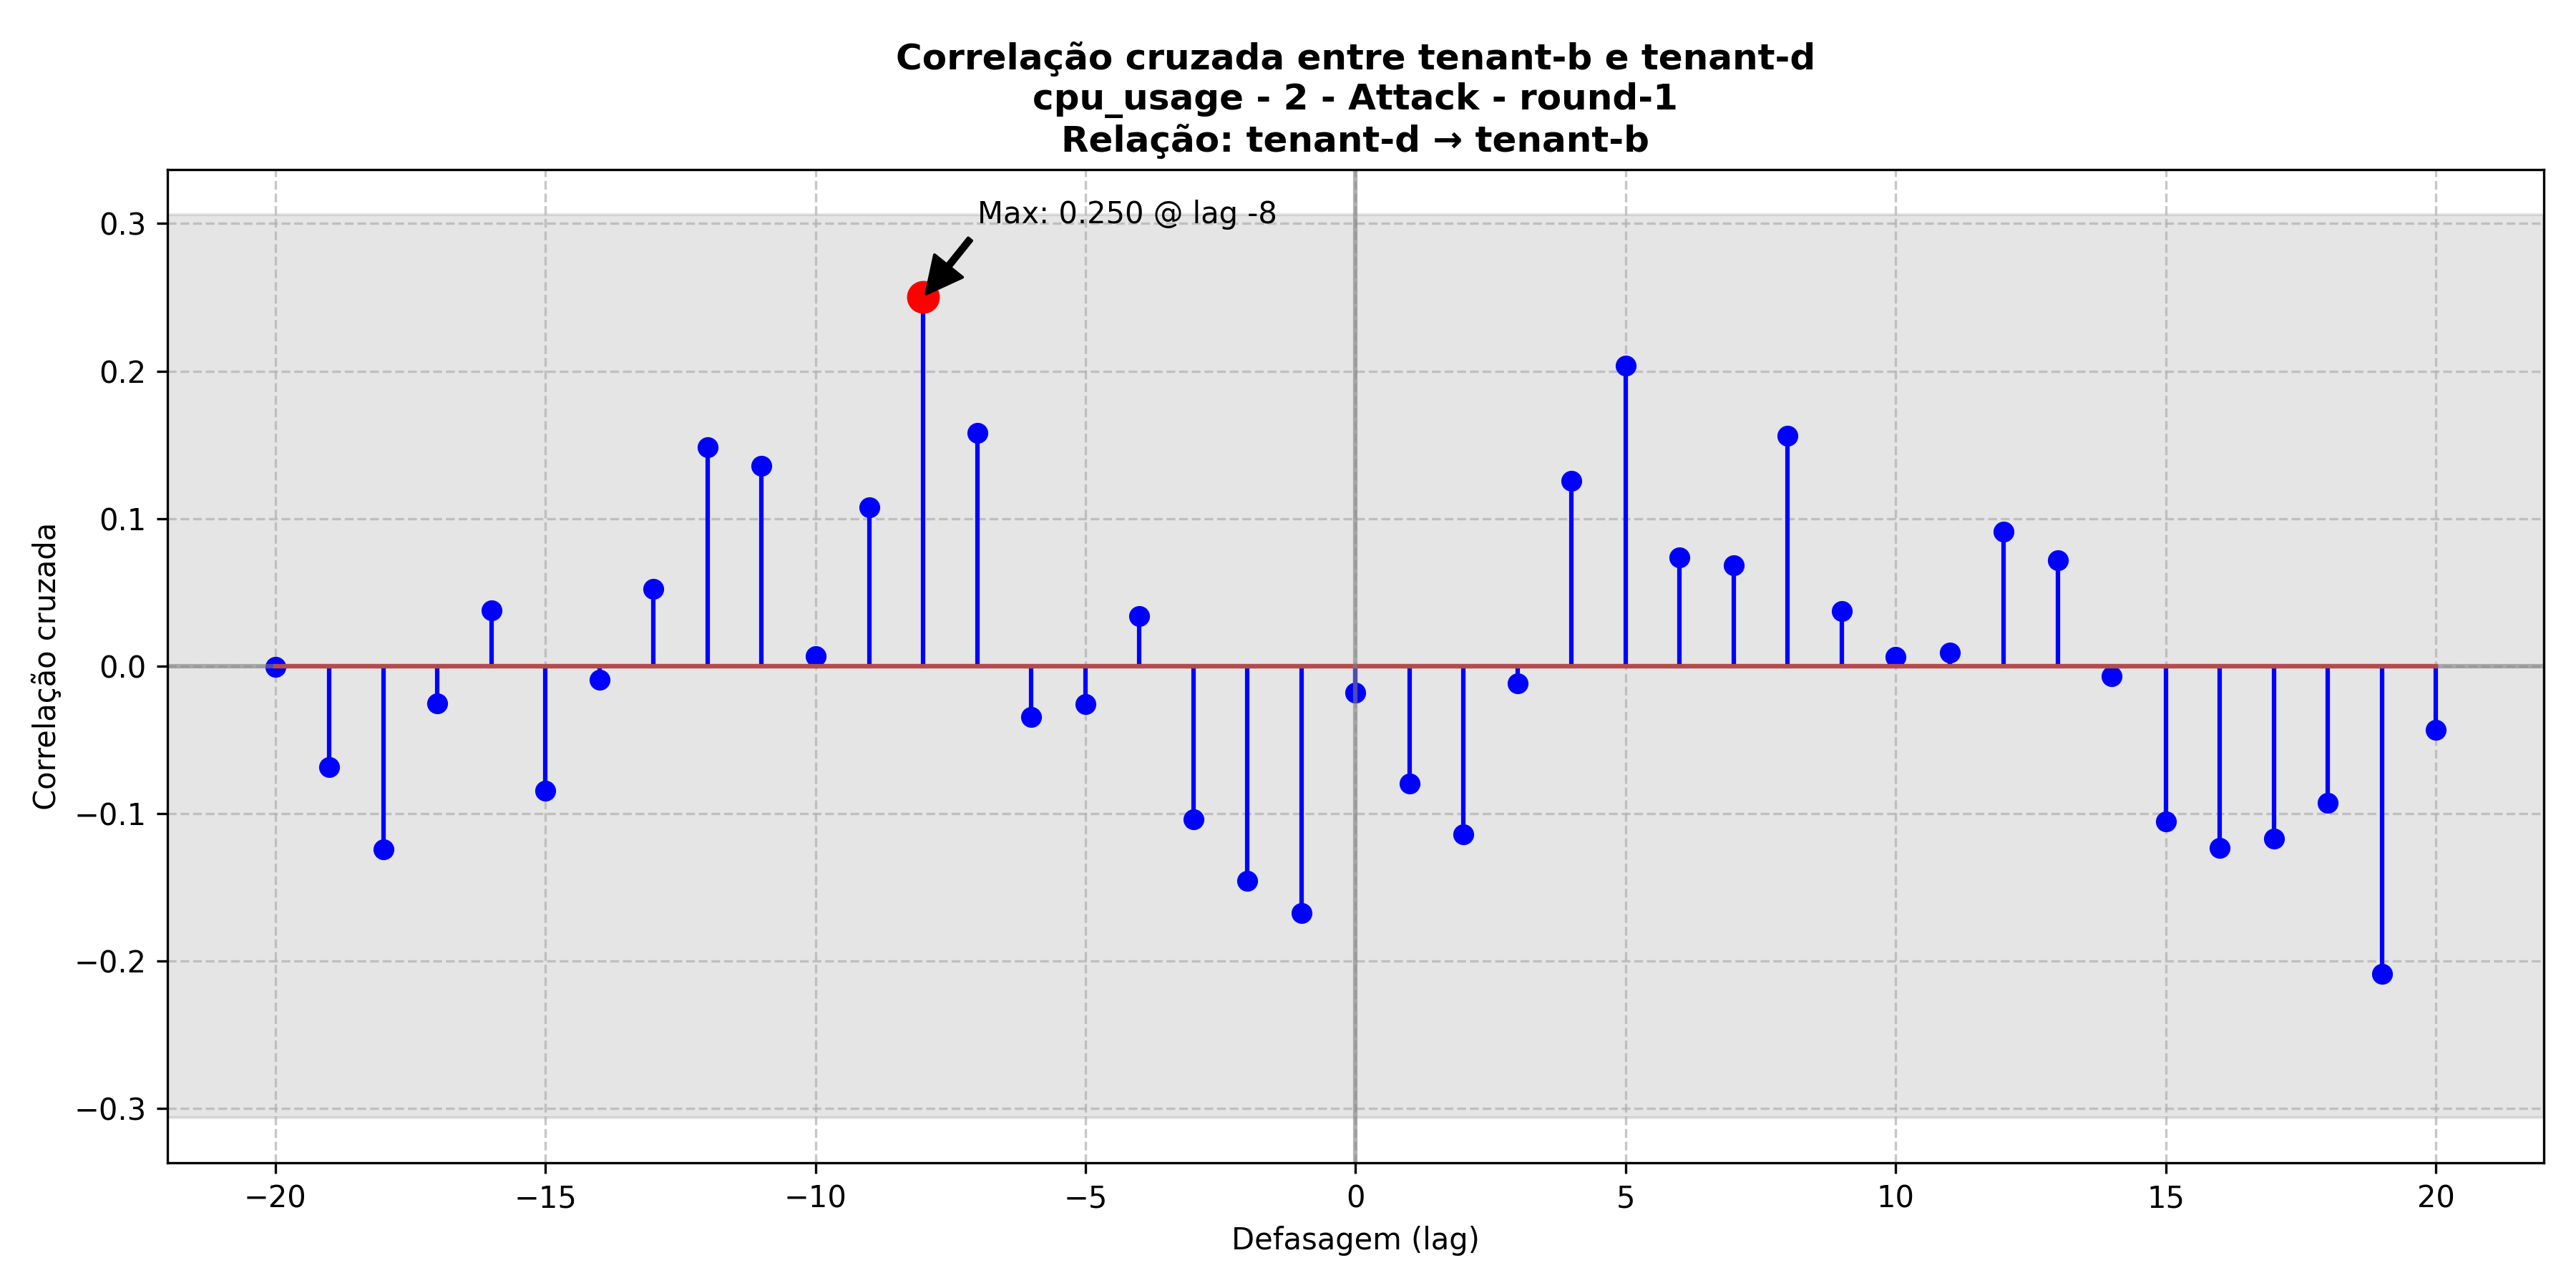 Correlação cruzada entre tenant-b e tenant-d
cpu_usage - 2 - Attack - round-1
Relação: tenant-d → tenant-b
Max: 0.250 @ lag -8
0.3
0.2
0.1
0.0
−0.1
−0.2
−0.3
Correlação cruzada
−20
−15
−10
−5
0
5
10
15
20
Defasagem (lag)